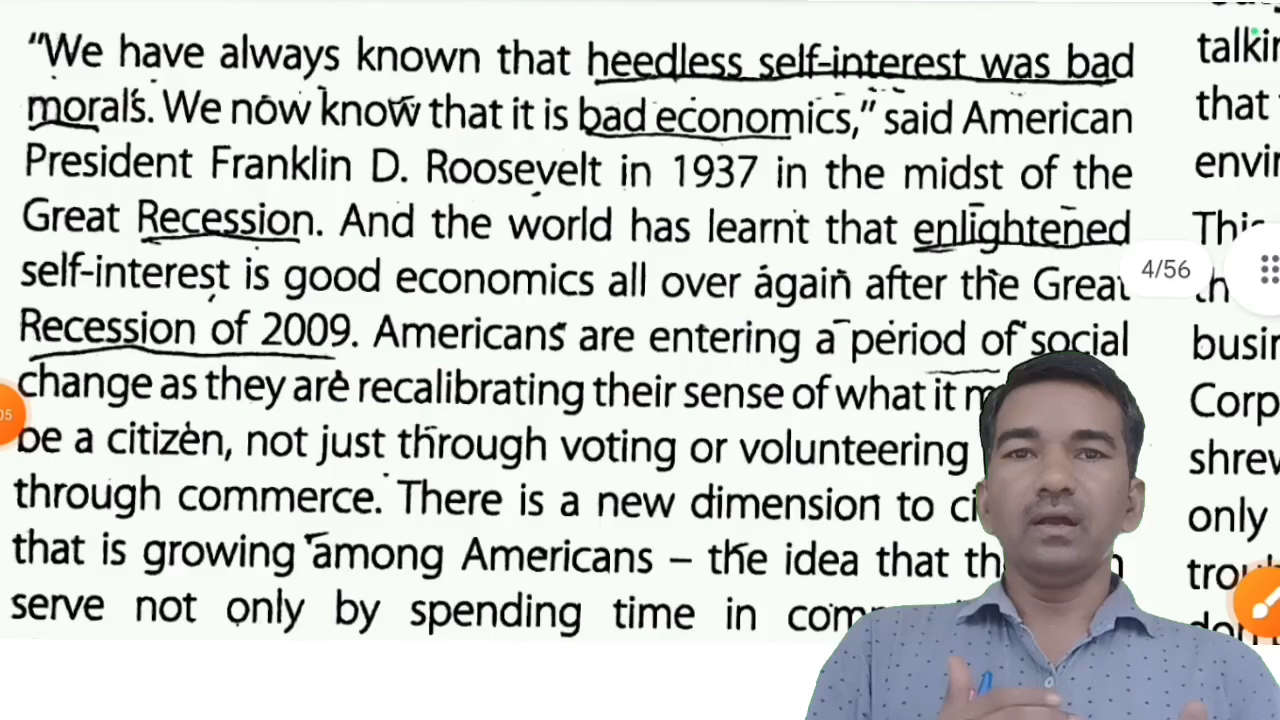 "We have always known that heedless self-interest was bad
morals. We now know that it is bad economics," said American
President Franklin D. Roosevelt in 1937 in the midst of the
Great Recession. And the world has learnt that enlightened
self-interest is good economics all over again after the Great
Recession of 2009. Americans are entering a period of social
change as they are recalibrating their sense of what it
be a citizen, not just through voting or volunteering
through commerce. There is a new dimension to
that is growing among Americans – the idea that
serve not only by spending time in
4/56
05
that
busin
Corp
only